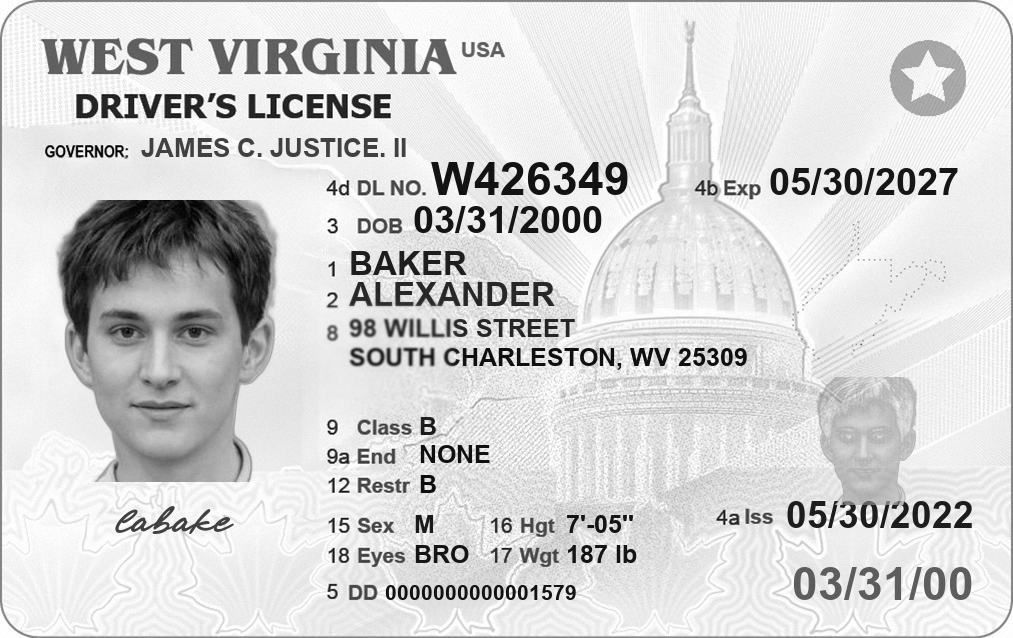 WEST VIRGINIA USA
DRIVER'S LICENSE
GOVERNOR: JAMES C. JUSTICE. II
4d DL NO. W426349 4b Exp 05/30/2027
3 DOB 03/31/2000
1 BAKER
2 ALEXANDER
8 98 WILLIS STREET
SOUTH CHARLESTON, WV 25309
9 Class B
9a End NONE
12 Restr B
15 Sex M 16 Hgt 7'-05" 4a Iss 05/30/2022
18 Eyes BRO 17 Wgt 187 lb
5 DD 0000000000001579
03/31/00
cabake